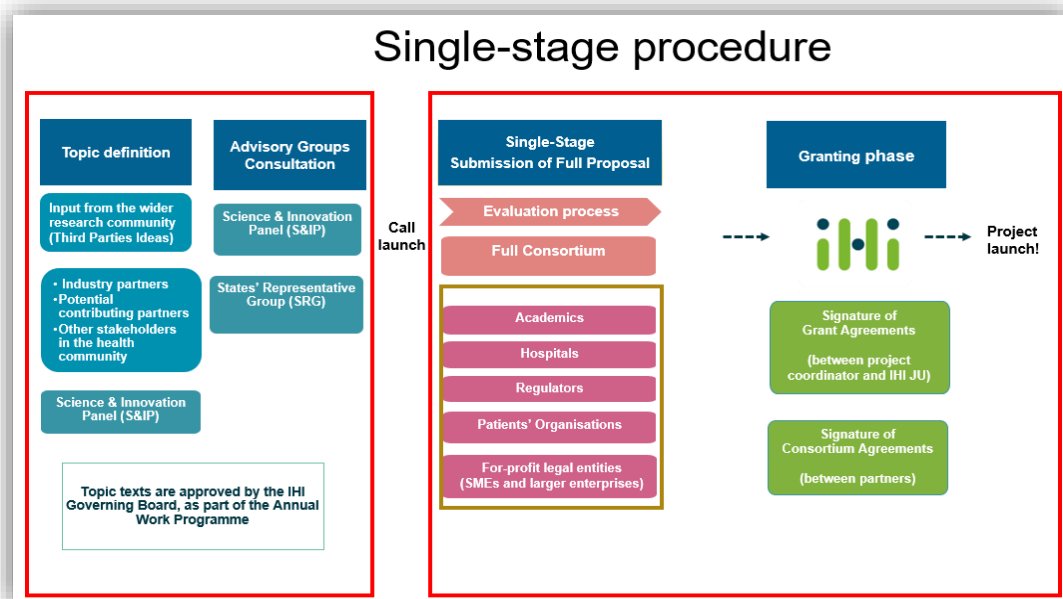 Single-stage procedure
Topic definition
Input from the wider
research community
(Third Parties Ideas)
• Industry partners
•Potential
contributing partners
•Other stakeholders
in the health
community
Science & Innovation
Panel (S&IP)
Advisory Groups
Consultation
Science & Innovation
Panel (S&IP)
States' Representative
Group (SRG)
Topic texts are approved by the IHI
Governing Board, as part of the Annual
Work Programme
Call
launch
Single-Stage
Submission of Full Proposal
Evaluation process
Full Consortium
Academics
Hospitals
Regulators
Patients' Organisations
For-profit legal entities
(SMEs and larger enterprises)
Granting phase
iHi
Signature of
Grant Agreements
(between project
coordinator and IHI JU)
Signature of
Consortium Agreements
(between partners)
Project
launch!